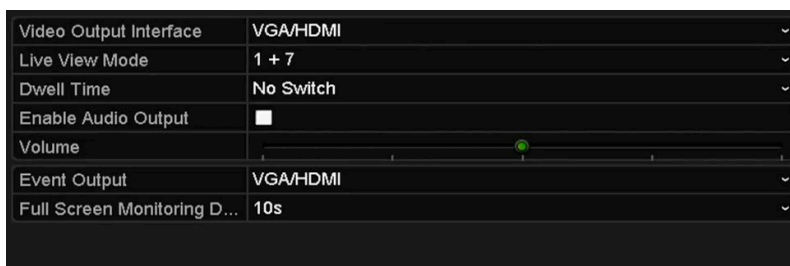 Video Output Interface VGA/HDMI
Live View Mode 1 + 7
Dwell Time No Switch
Enable Audio Output
Volume
Event Output VGA/HDMI
Full Screen Monitoring D... 10s